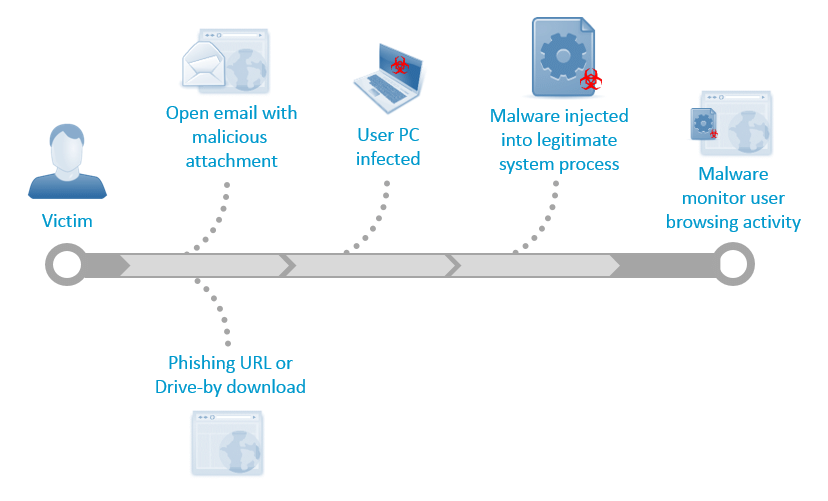 Victim
Open email with
malicious
attachment
Phishing URL or
Drive-by download
User PC
infected
Malware injected
into legitimate
system process
Malware
monitor user
browsing activity